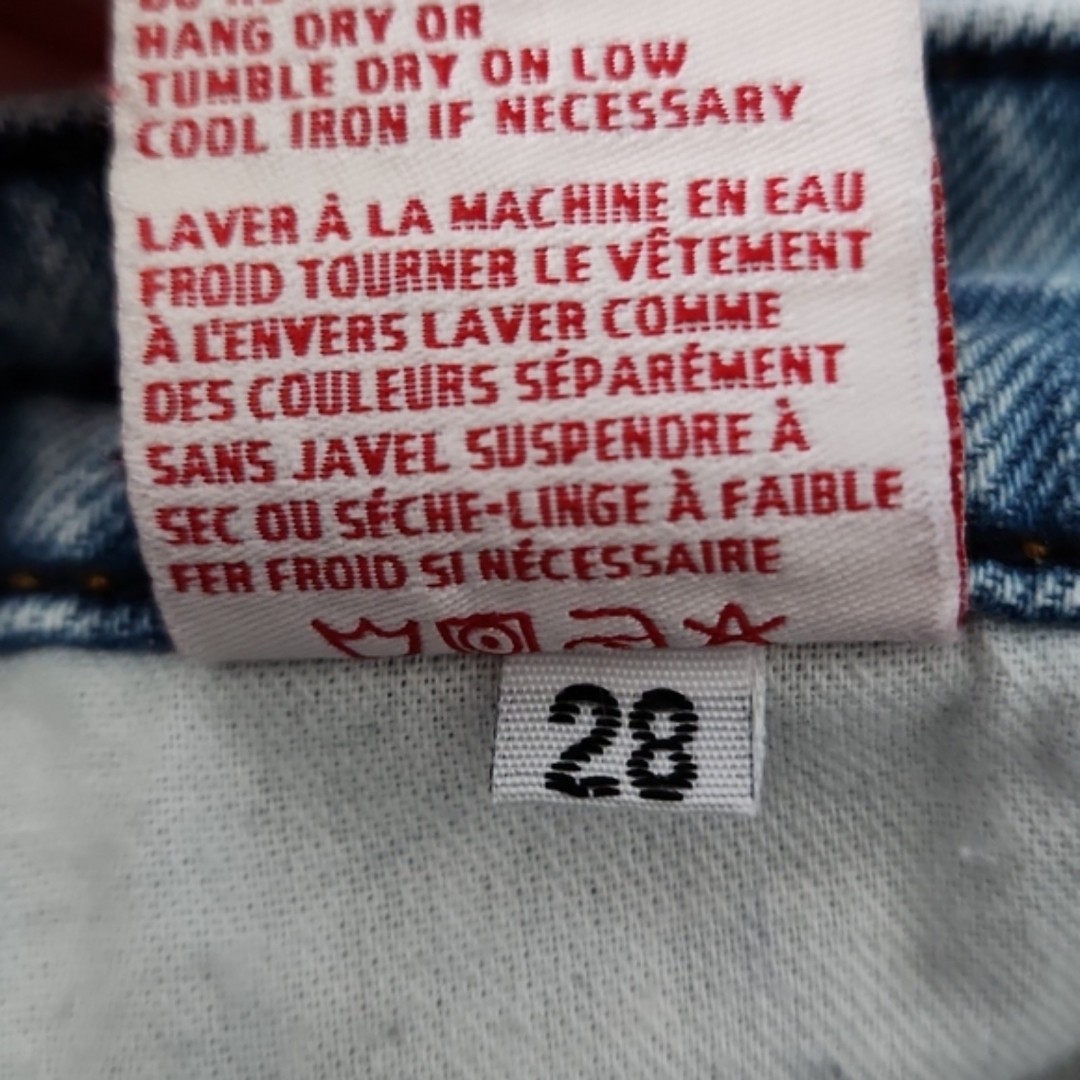 HANG DRY OR
TUMBLE DRY ON LOW
COOL IRON IF NECESSARY
LAVER À LA MACHINE EN EAU
FROID TOURNER LE VÊTEMENT
À L'ENVERS LAVER COMME
DES COULEURS SÉPARÉMENT
SANS JAVEL SUSPENDRE À
SEC OU SÉCHE-LINGE À FAIBLE
FER FROID SI NÉCESSAIRE
28